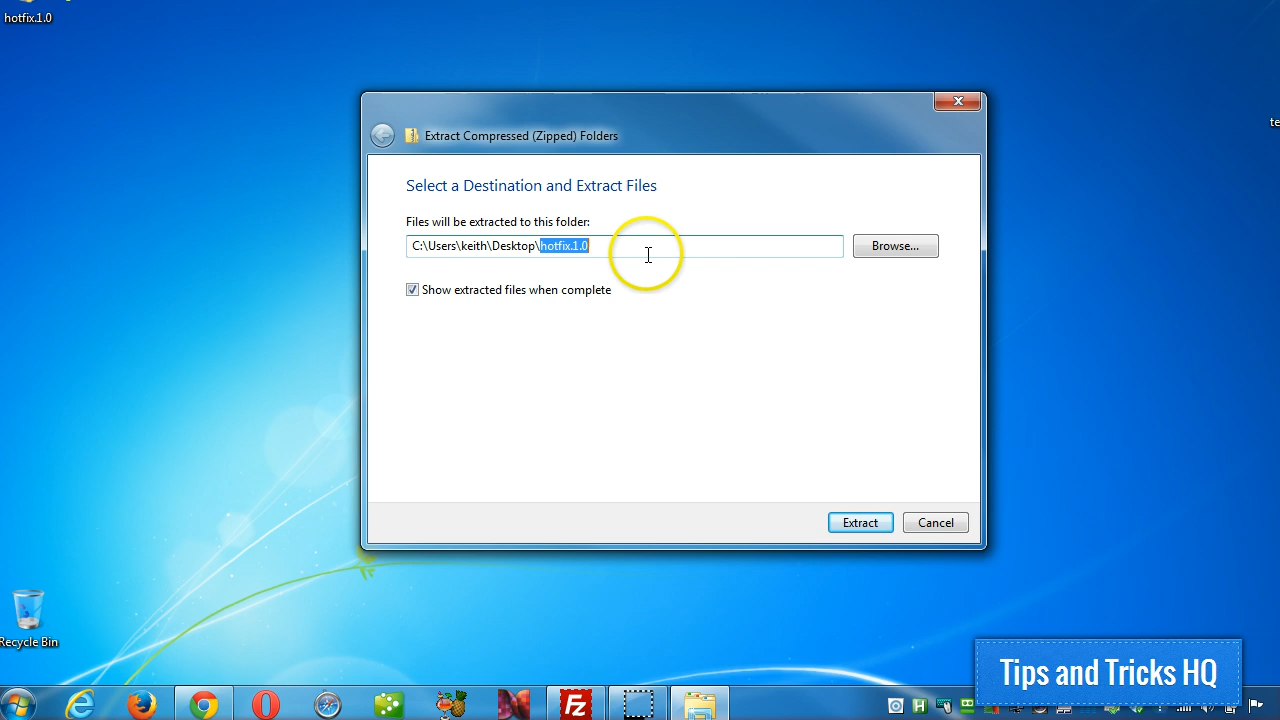 hotfix.1.0
te
Extract Compressed (Zipped) Folders
Select a Destination and Extract Files
Files will be extracted to this folder:
C:\Users\keith\Desktop\hotfix.1.0
Browse...
Show extracted files when complete
Extract
Cancel
Recycle Bin
Tips and Tricks HQ
FZ
H